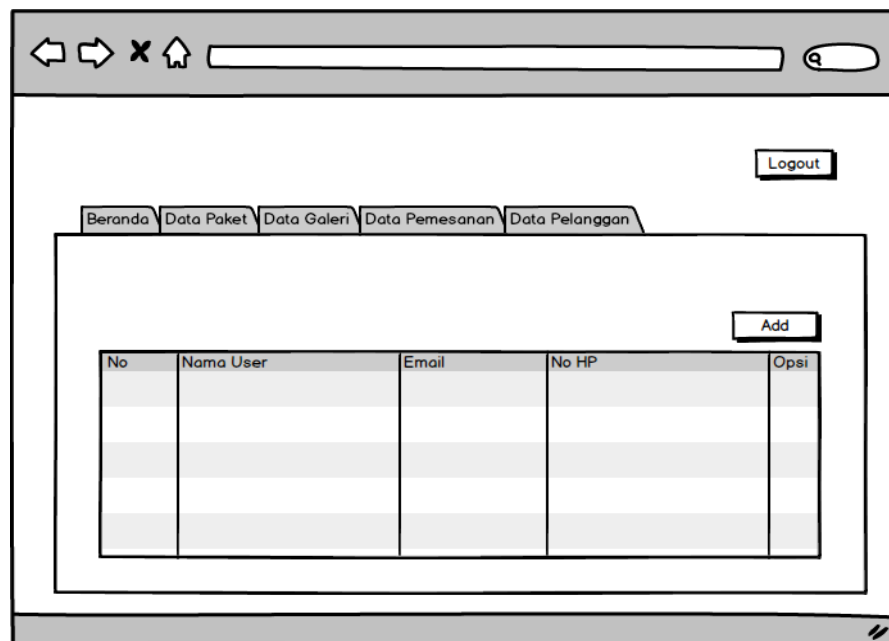 Logout
Beranda Data Paket Data Galeri Data Pemesanan Data Pelanggan
Add
No Nama User Email No HP Opsi